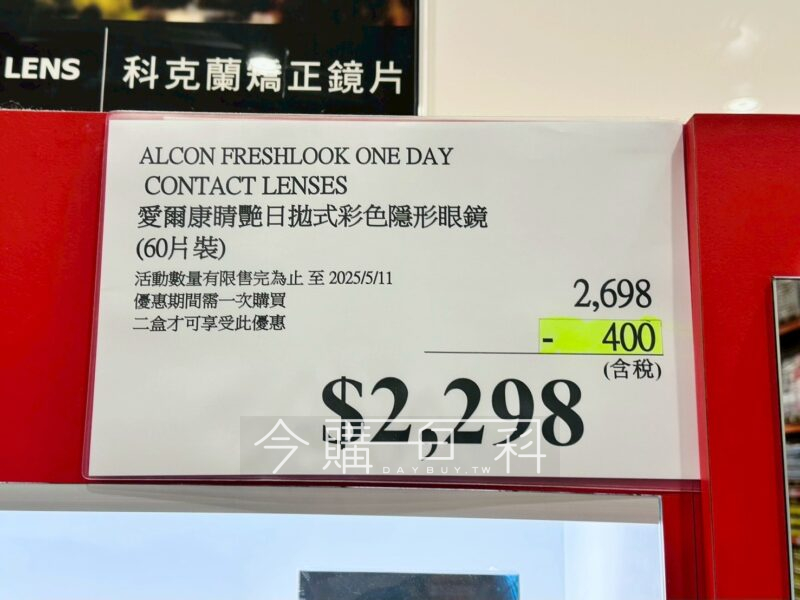 LENS 科克蘭矯正鏡片
ALCON FRESHLOOK ONE DAY
CONTACT LENSES
愛爾康睛艷日拋式彩色隱形眼鏡
(60片裝)
活動數量有限售完為止 至 2025/5/11
優惠期間需一次購買
二盒才可享受此優惠
2,698
- 400
(含稅)
$2,298
今購百科
DAYBUY.TW